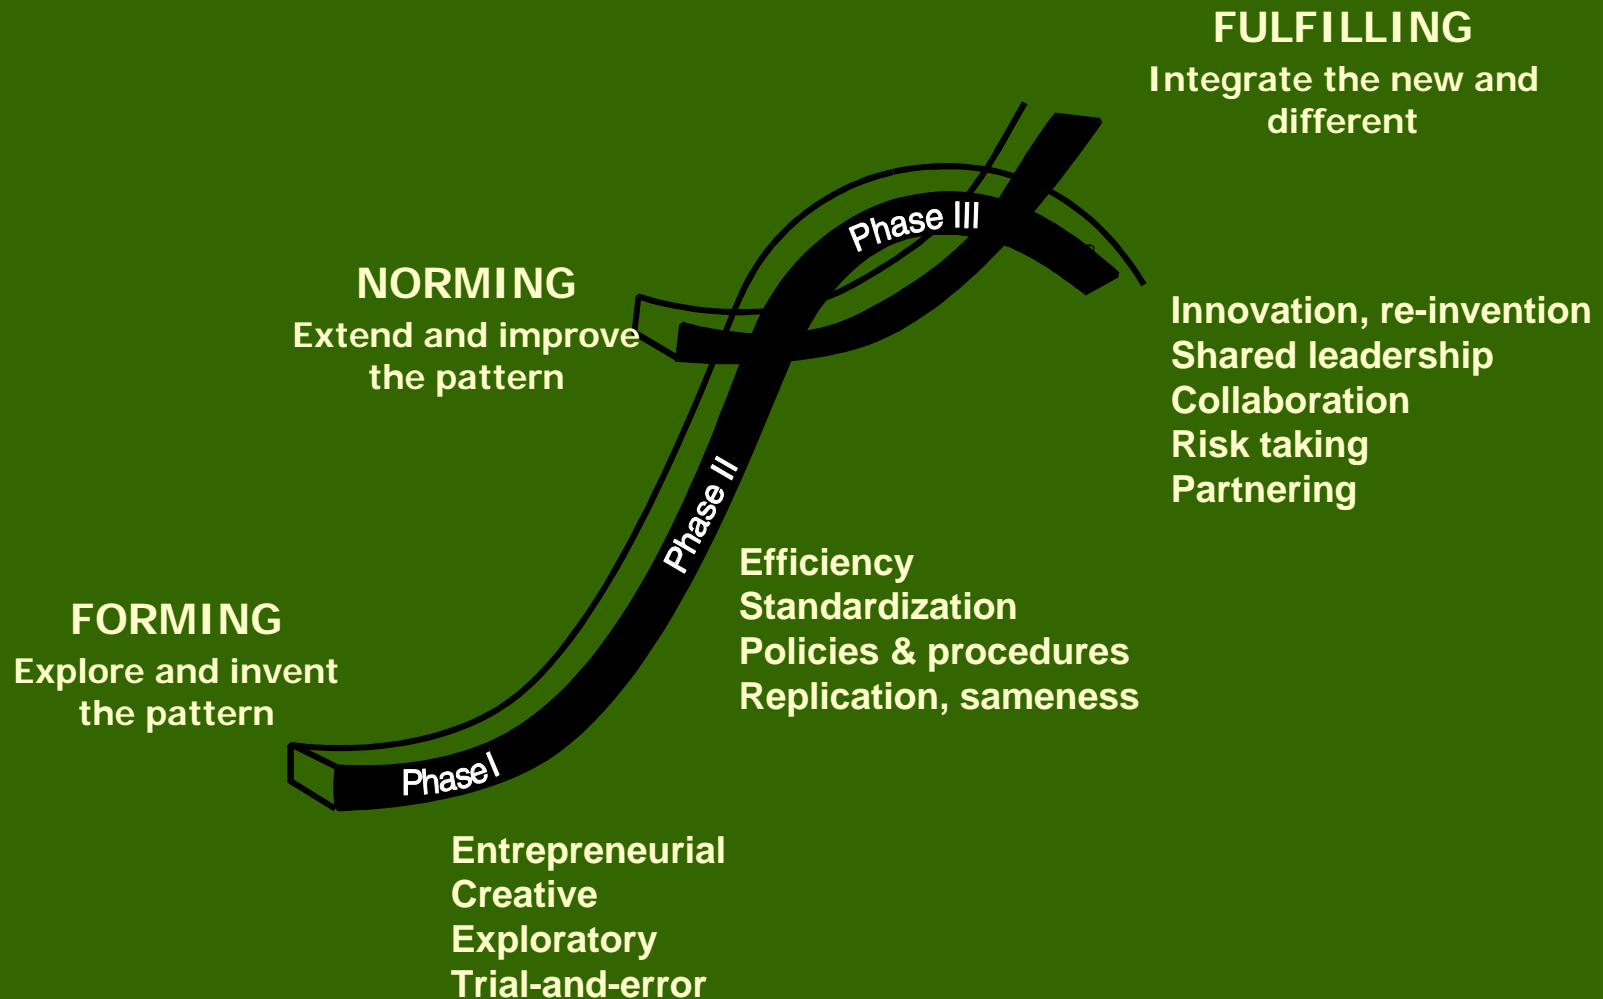 FULFILLING
Integrate the new and
different
Phase III
NORMING
Extend and improve
the pattern
Innovation, re-invention
Shared leadership
Collaboration
Risk taking
Partnering
Phase II
Efficiency
Standardization
Policies & procedures
Replication, sameness
FORMING
Explore and invent
the pattern
Phase I
Entrepreneurial
Creative
Exploratory
Trial-and-error